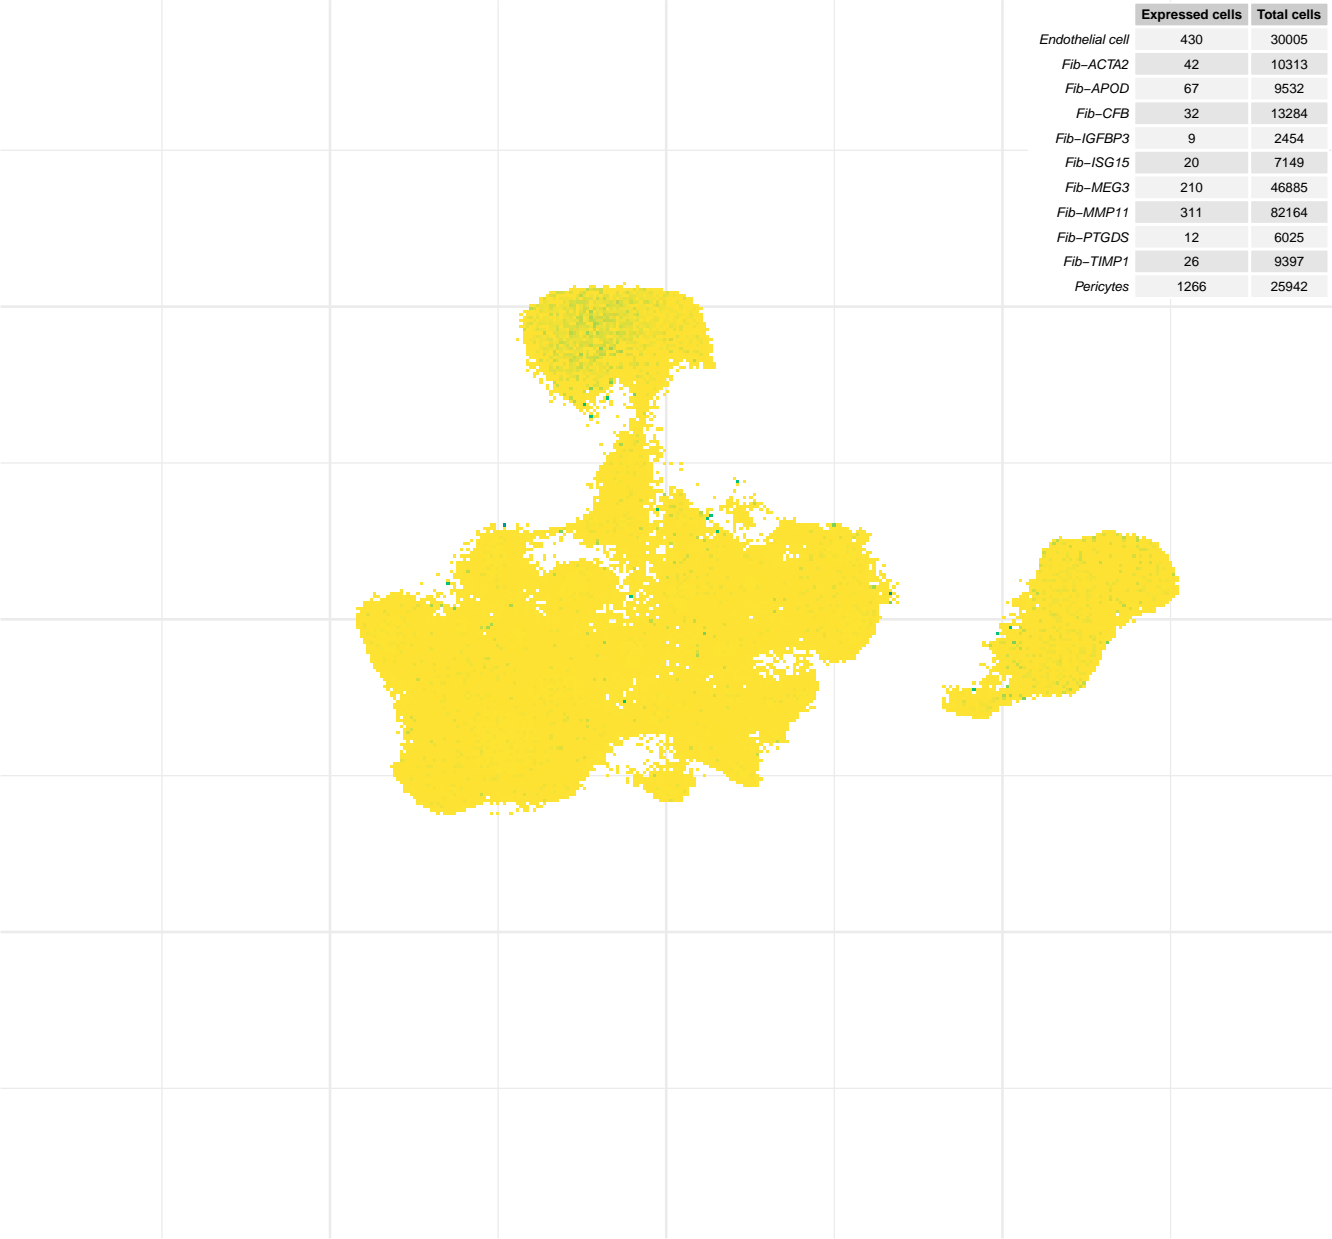 Expressed cells Total cells
Endothelial cell 430 30005
Fib−ACTA2 42 10313
Fib−APOD 67 9532
Fib−CFB 32 13284
Fib−IGFBP3 9 2454
Fib−ISG15 20 7149
Fib−MEG3 210 46885
Fib−MMP11 311 82164
Fib−PTGDS 12 6025
Fib−TIMP1 26 9397
Pericytes 1266 25942